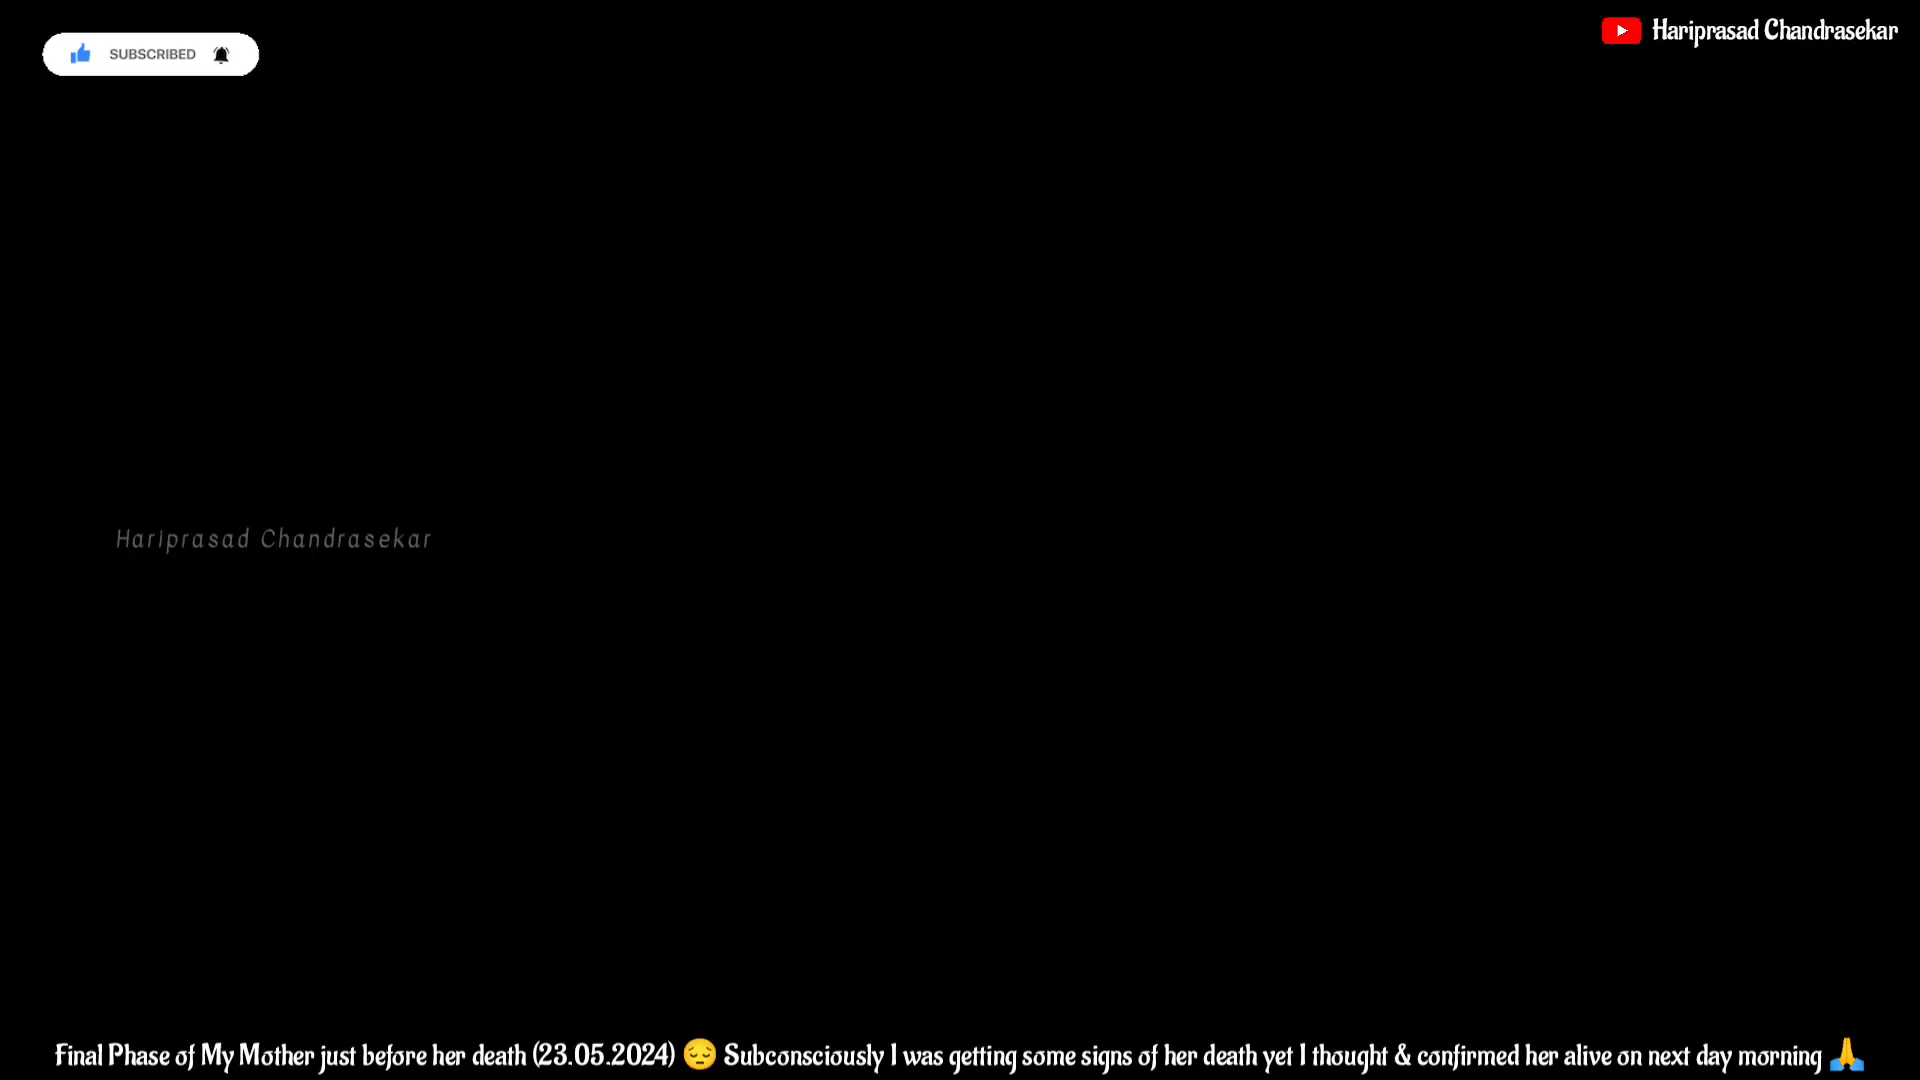 SUBSCRIBED
Hariprasad Chandrasekar
Hariprasad Chandrasekar
Final Phase of My Mother just before her death (23.05.2024) 😔 Subconsciously I was getting some signs of her death yet I thought & confirmed her alive on next day morning 🙏